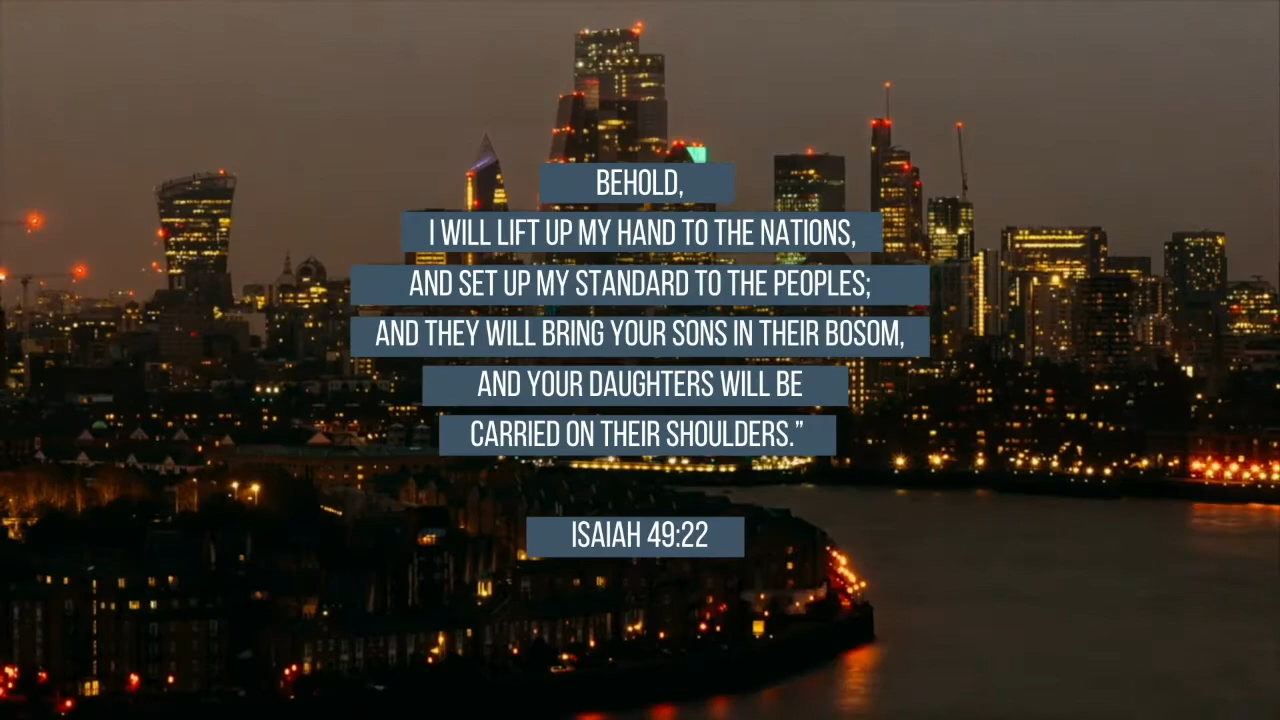 BEHOLD,
I WILL LIFT UP MY HAND TO THE NATIONS,
AND SET UP MY STANDARD TO THE PEOPLES;
AND THEY WILL BRING YOUR SONS IN THEIR BOSOM,
AND YOUR DAUGHTERS WILL BE
CARRIED ON THEIR SHOULDERS.”
ISAIAH 49:22